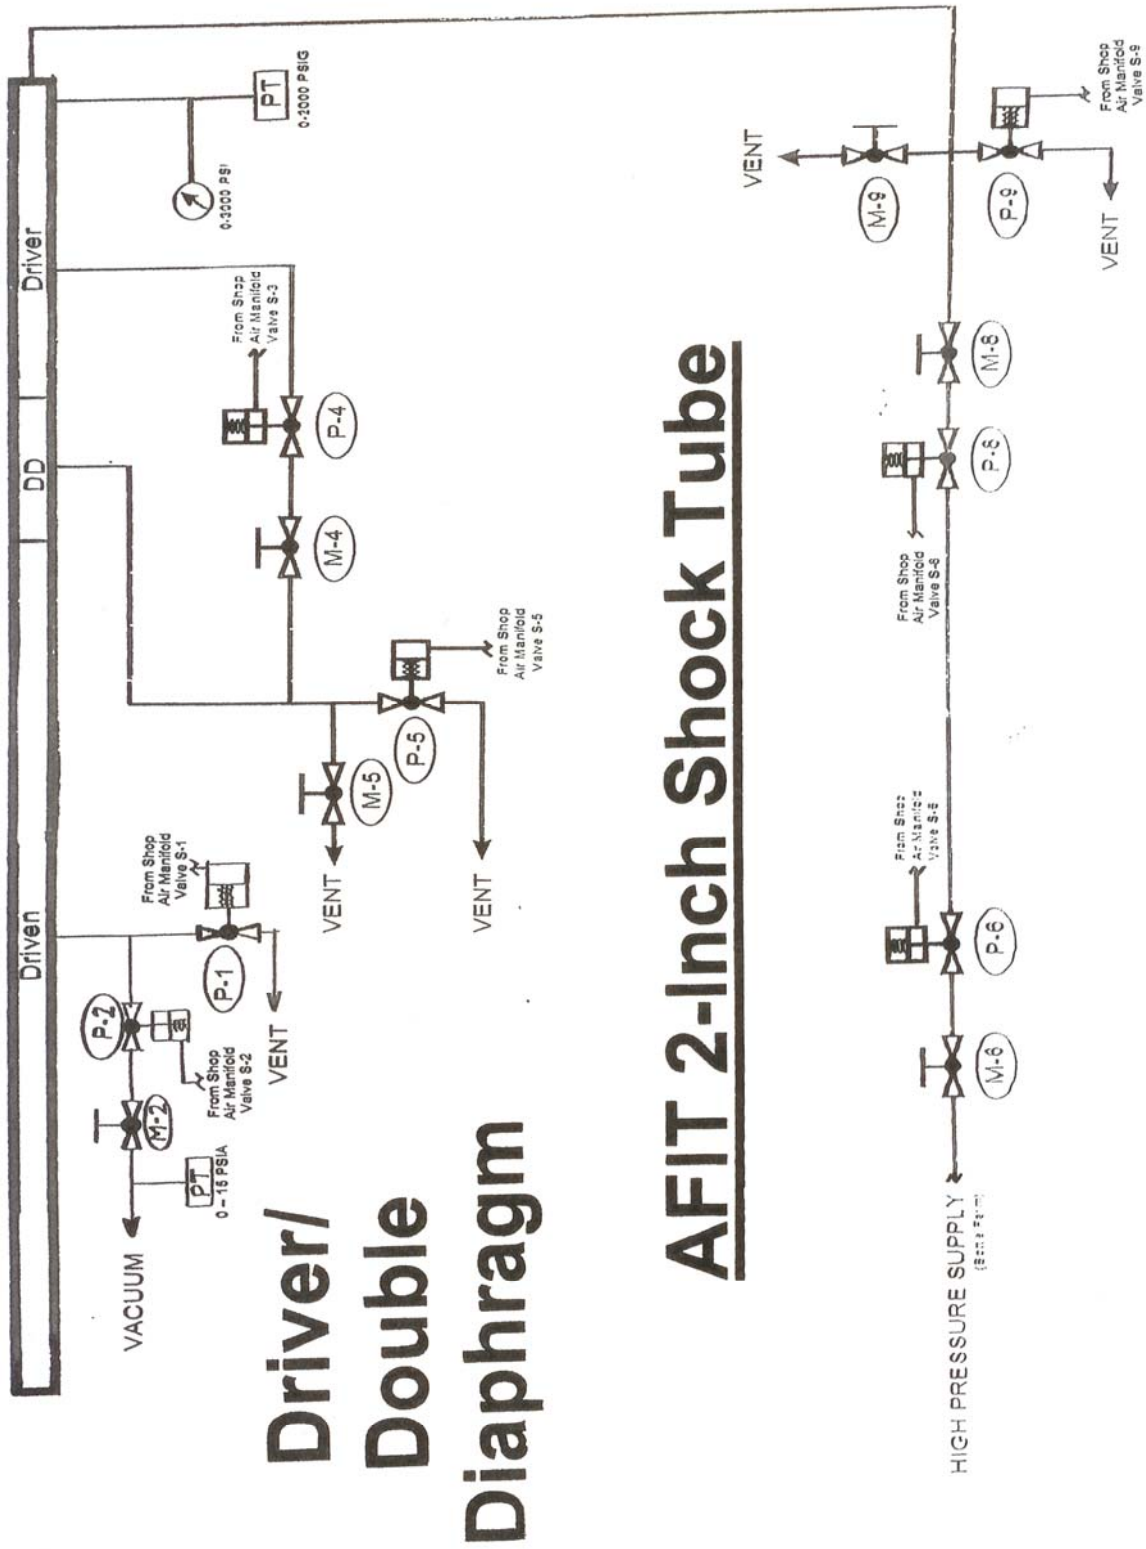 Driven
DD
Driver
PT
0-2000 PSIG
0-3000 PSI
From Shop
Air Manifold
Valve S-3
P-4
M-4
From Shop
Air Manifold
Valve S-5
P-5
M-5
VENT
VENT
From Shop
Air Manifold
Valve S-1
P-1
VENT
P-2
a
From Shop
Air Manifold
Valve S-2
M-2
PT
0 – 15 PSIA
VACUUM
Driver/
Double
Diaphragm
AFIT 2-Inch Shock Tube
VENT
M-9
P-9
From Shop
Air Manifold
Valve S-9
VENT
M-8
P-8
From Shop
Air Manifold
Valve S-8
From Shop
Air Manifold
Valve S-6
P-6
M-6
HIGH PRESSURE SUPPLY